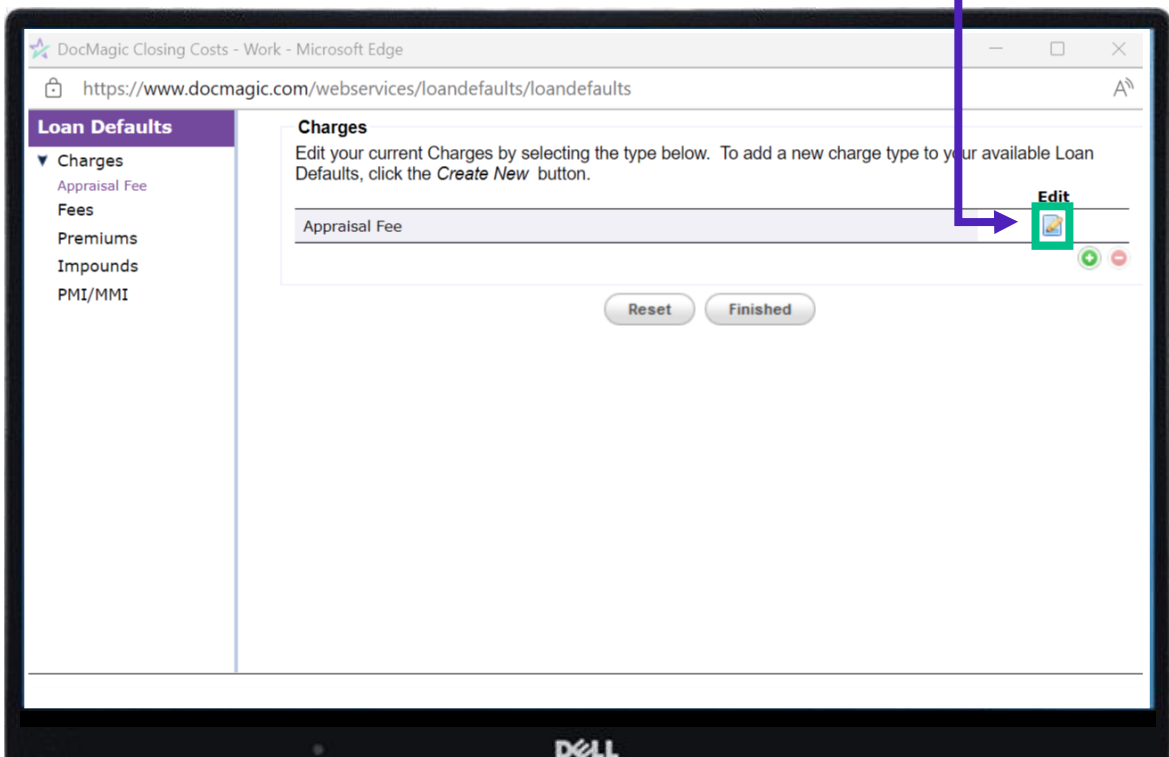 DocMagic Closing Costs - Work - Microsoft Edge
https://www.docmagic.com/webservices/loandefaults/loandefaults
A
Loan Defaults
Charges
Appraisal Fee
Fees
Premiums
Impounds
PMI/MMI
Charges
Edit your current Charges by selecting the type below. To add a new charge type to your available Loan
Defaults, click the Create New button.
Edit
Appraisal Fee
Reset
Finished
DELL